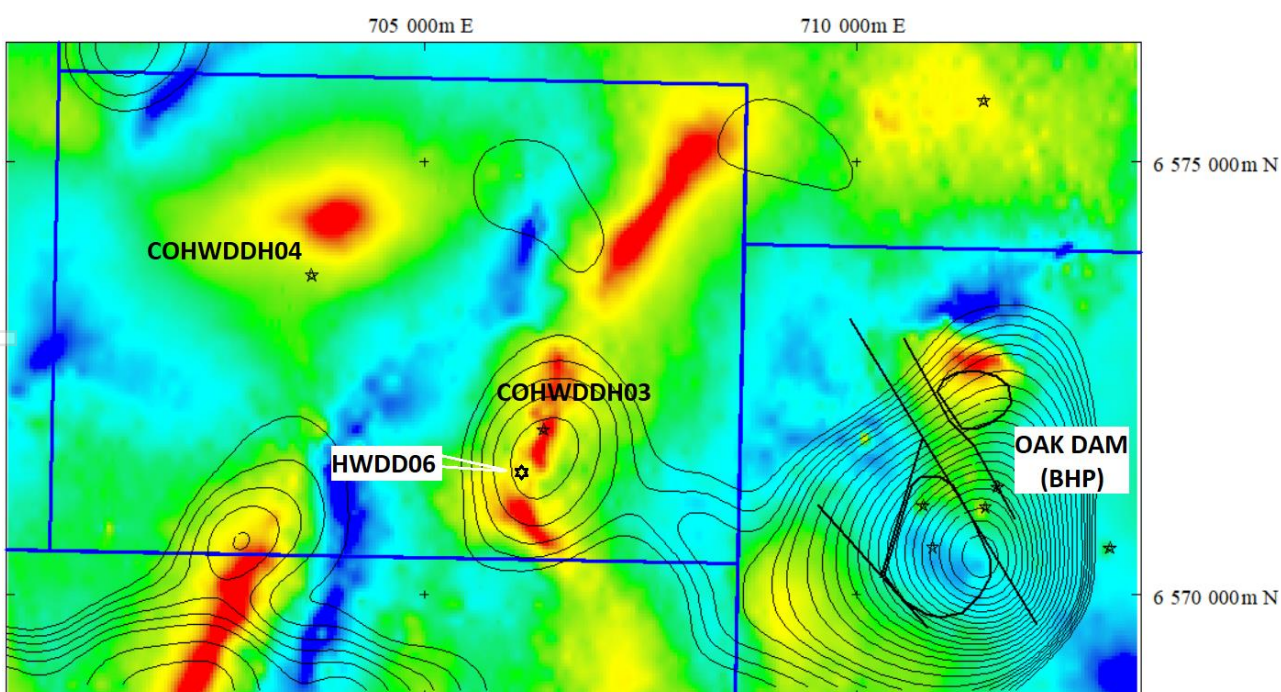 705 000m E
710 000m E
6 575 000m N
COHWDDH04
COHWDDH03
OAK DAM
(BHP)
HWDD06
6 570 000m N